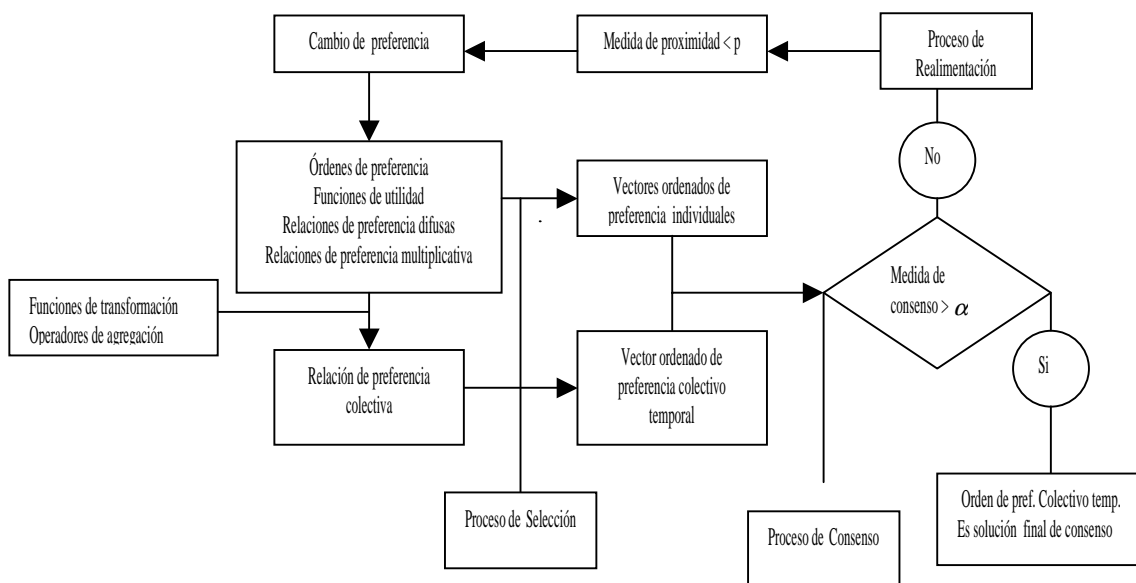 Cambio de preferencia
Medida de proximidad < p
Proceso de
Realimentación
No
Órdenes de preferencia
Funciones de utilidad
Relaciones de preferencia difusas
Relaciones de preferencia multiplicativa
Vectores ordenados de
preferencia individuales
Medida de
consenso > α
Funciones de transformación
Operadores de agregación
Relación de preferencia
colectiva
Vector ordenado de
preferencia colectivo
temporal
Si
Proceso de Selección
Proceso de Consenso
Orden de pref. Colectivo temp.
Es solución final de consenso